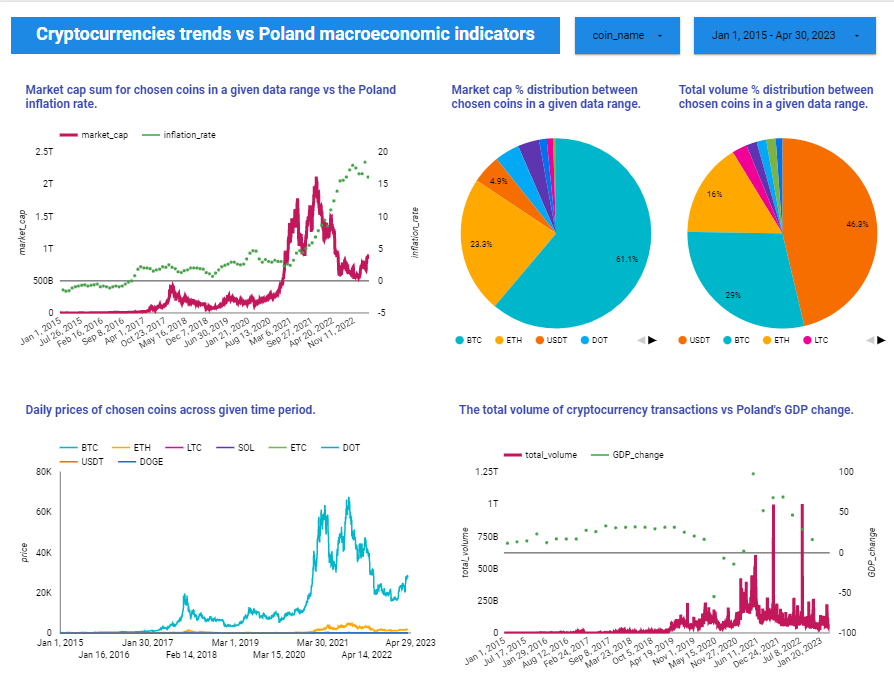 Cryptocurrencies trends vs Poland macroeconomic indicators
coin_name
Jan 1, 2015 - Apr 30, 2023
Market cap sum for chosen coins in a given data range vs the Poland
inflation rate.
market_cap inflation_rate
2.5T
2T
1.5T
1T
500B
0
20
15
10
5
0
-5
market_cap
inflation_rate
Jan 1, 2015
Jul 26, 2015
Feb 16, 2016
Sep 8, 2016
Apr 1, 2017
Oct 23, 2017
May 16, 2018
Dec 7, 2018
Jun 30, 2019
Jan 21, 2020
Aug 13, 2020
Mar 6, 2021
Sep 27, 2021
Apr 20, 2022
Nov 11, 2022
Market cap % distribution between
chosen coins in a given data range.
4.9%
23.3%
61.1%
BTC ETH USDT DOT
Total volume % distribution between
chosen coins in a given data range.
16%
46.3%
29%
USDT BTC ETH LTC
Daily prices of chosen coins across given time period.
BTC ETH LTC SOL ETC DOT
USDT DOGE
80K
60K
40K
20K
0
price
Jan 1, 2015 Jan 30, 2017 Mar 1, 2019 Mar 30, 2021 Apr 29, 2023
Jan 16, 2016 Feb 14, 2018 Mar 15, 2020 Apr 14, 2022
The total volume of cryptocurrency transactions vs Poland's GDP change.
total_volume GDP_change
1.25T
1T
750B
500B
250B
0
100
50
0
-50
-100
total_volume
GDP_change
Jan 1, 2015
Jul 17, 2015
Jan 29, 2016
Aug 12, 2016
Feb 24, 2017
Sep 8, 2017
Mar 23, 2018
Oct 5, 2018
Apr 19, 2019
Nov 1, 2019
May 15, 2020
Nov 27, 2020
Jun 11, 2021
Dec 24, 2021
Jul 8, 2022
Jan 20, 2023